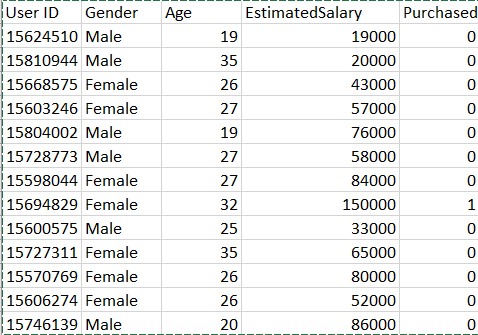 User ID Gender Age EstimatedSalary Purchased
15624510 Male 19 19000 0
15810944 Male 35 20000 0
15668575 Female 26 43000 0
15603246 Female 27 57000 0
15804002 Male 19 76000 0
15728773 Male 27 58000 0
15598044 Female 27 84000 0
15694829 Female 32 150000 1
15600575 Male 25 33000 0
15727311 Female 35 65000 0
15570769 Female 26 80000 0
15606274 Female 26 52000 0
15746139 Male 20 86000 0